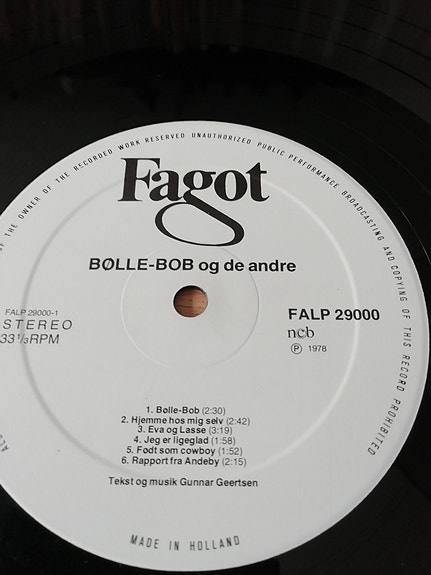 OF THE OWNER OF THE RECORDED WORK RESERVED UNAUTHORIZED PUBLIC PERFORMANCE BROADCASTING AND COPYING OF THIS RECORD PROHIBITED
Fagot
BØLLE-BOB og de andre
FALP 29000-1
STEREO
33 1/3 RPM
FALP 29000
ncb
Ⓟ 1978
1. Bølle-Bob (2:30)
2. Hjemme hos mig selv (2:42)
3. Eva og Lasse (3:19)
4. Jeg er ligeglad (1:58)
5. Født som cowboy (1:52)
6. Rapport fra Andeby (2:15)
Tekst og musik Gunnar Geertsen
MADE IN HOLLAND